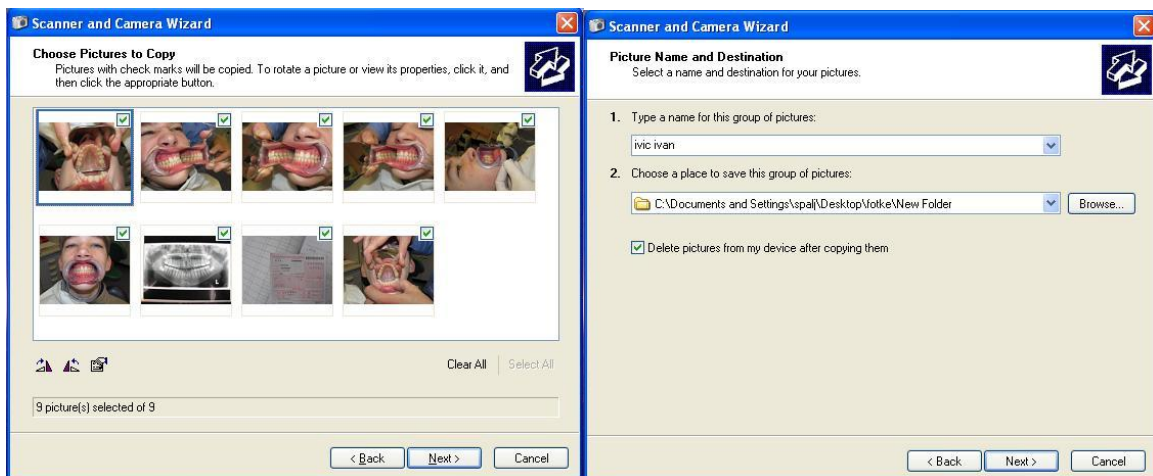 Scanner and Camera Wizard
Choose Pictures to Copy
Pictures with check marks will be copied. To rotate a picture or view its properties, click it, and
then click the appropriate button.
Clear All
Select All
9 picture(s) selected of 9
< Back
Next >
Cancel
Scanner and Camera Wizard
Picture Name and Destination
Select a name and destination for your pictures.
1. Type a name for this group of pictures:
ivic ivan
2. Choose a place to save this group of pictures:
C:\Documents and Settings\spalj\Desktop\fotke\New Folder
Browse...
Delete pictures from my device after copying them
< Back
Next >
Cancel